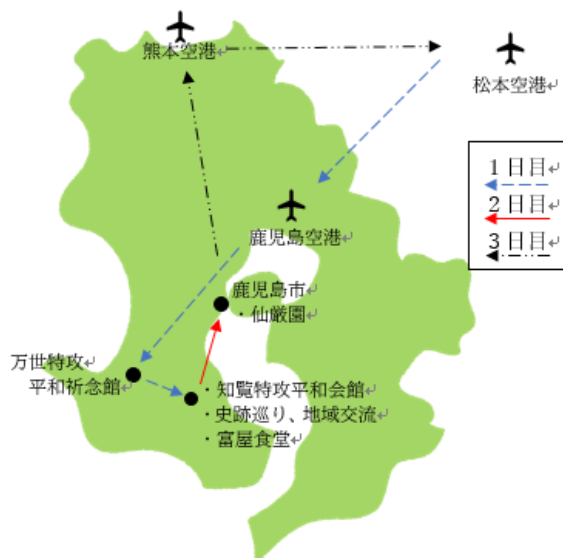 熊本空港
松本空港
1日目
2日目
3日目
鹿児島空港
鹿児島市
・仙厳園
万世特攻
平和祈念館
・知覧特攻平和会館
・史跡巡り、地域交流
・富屋食堂